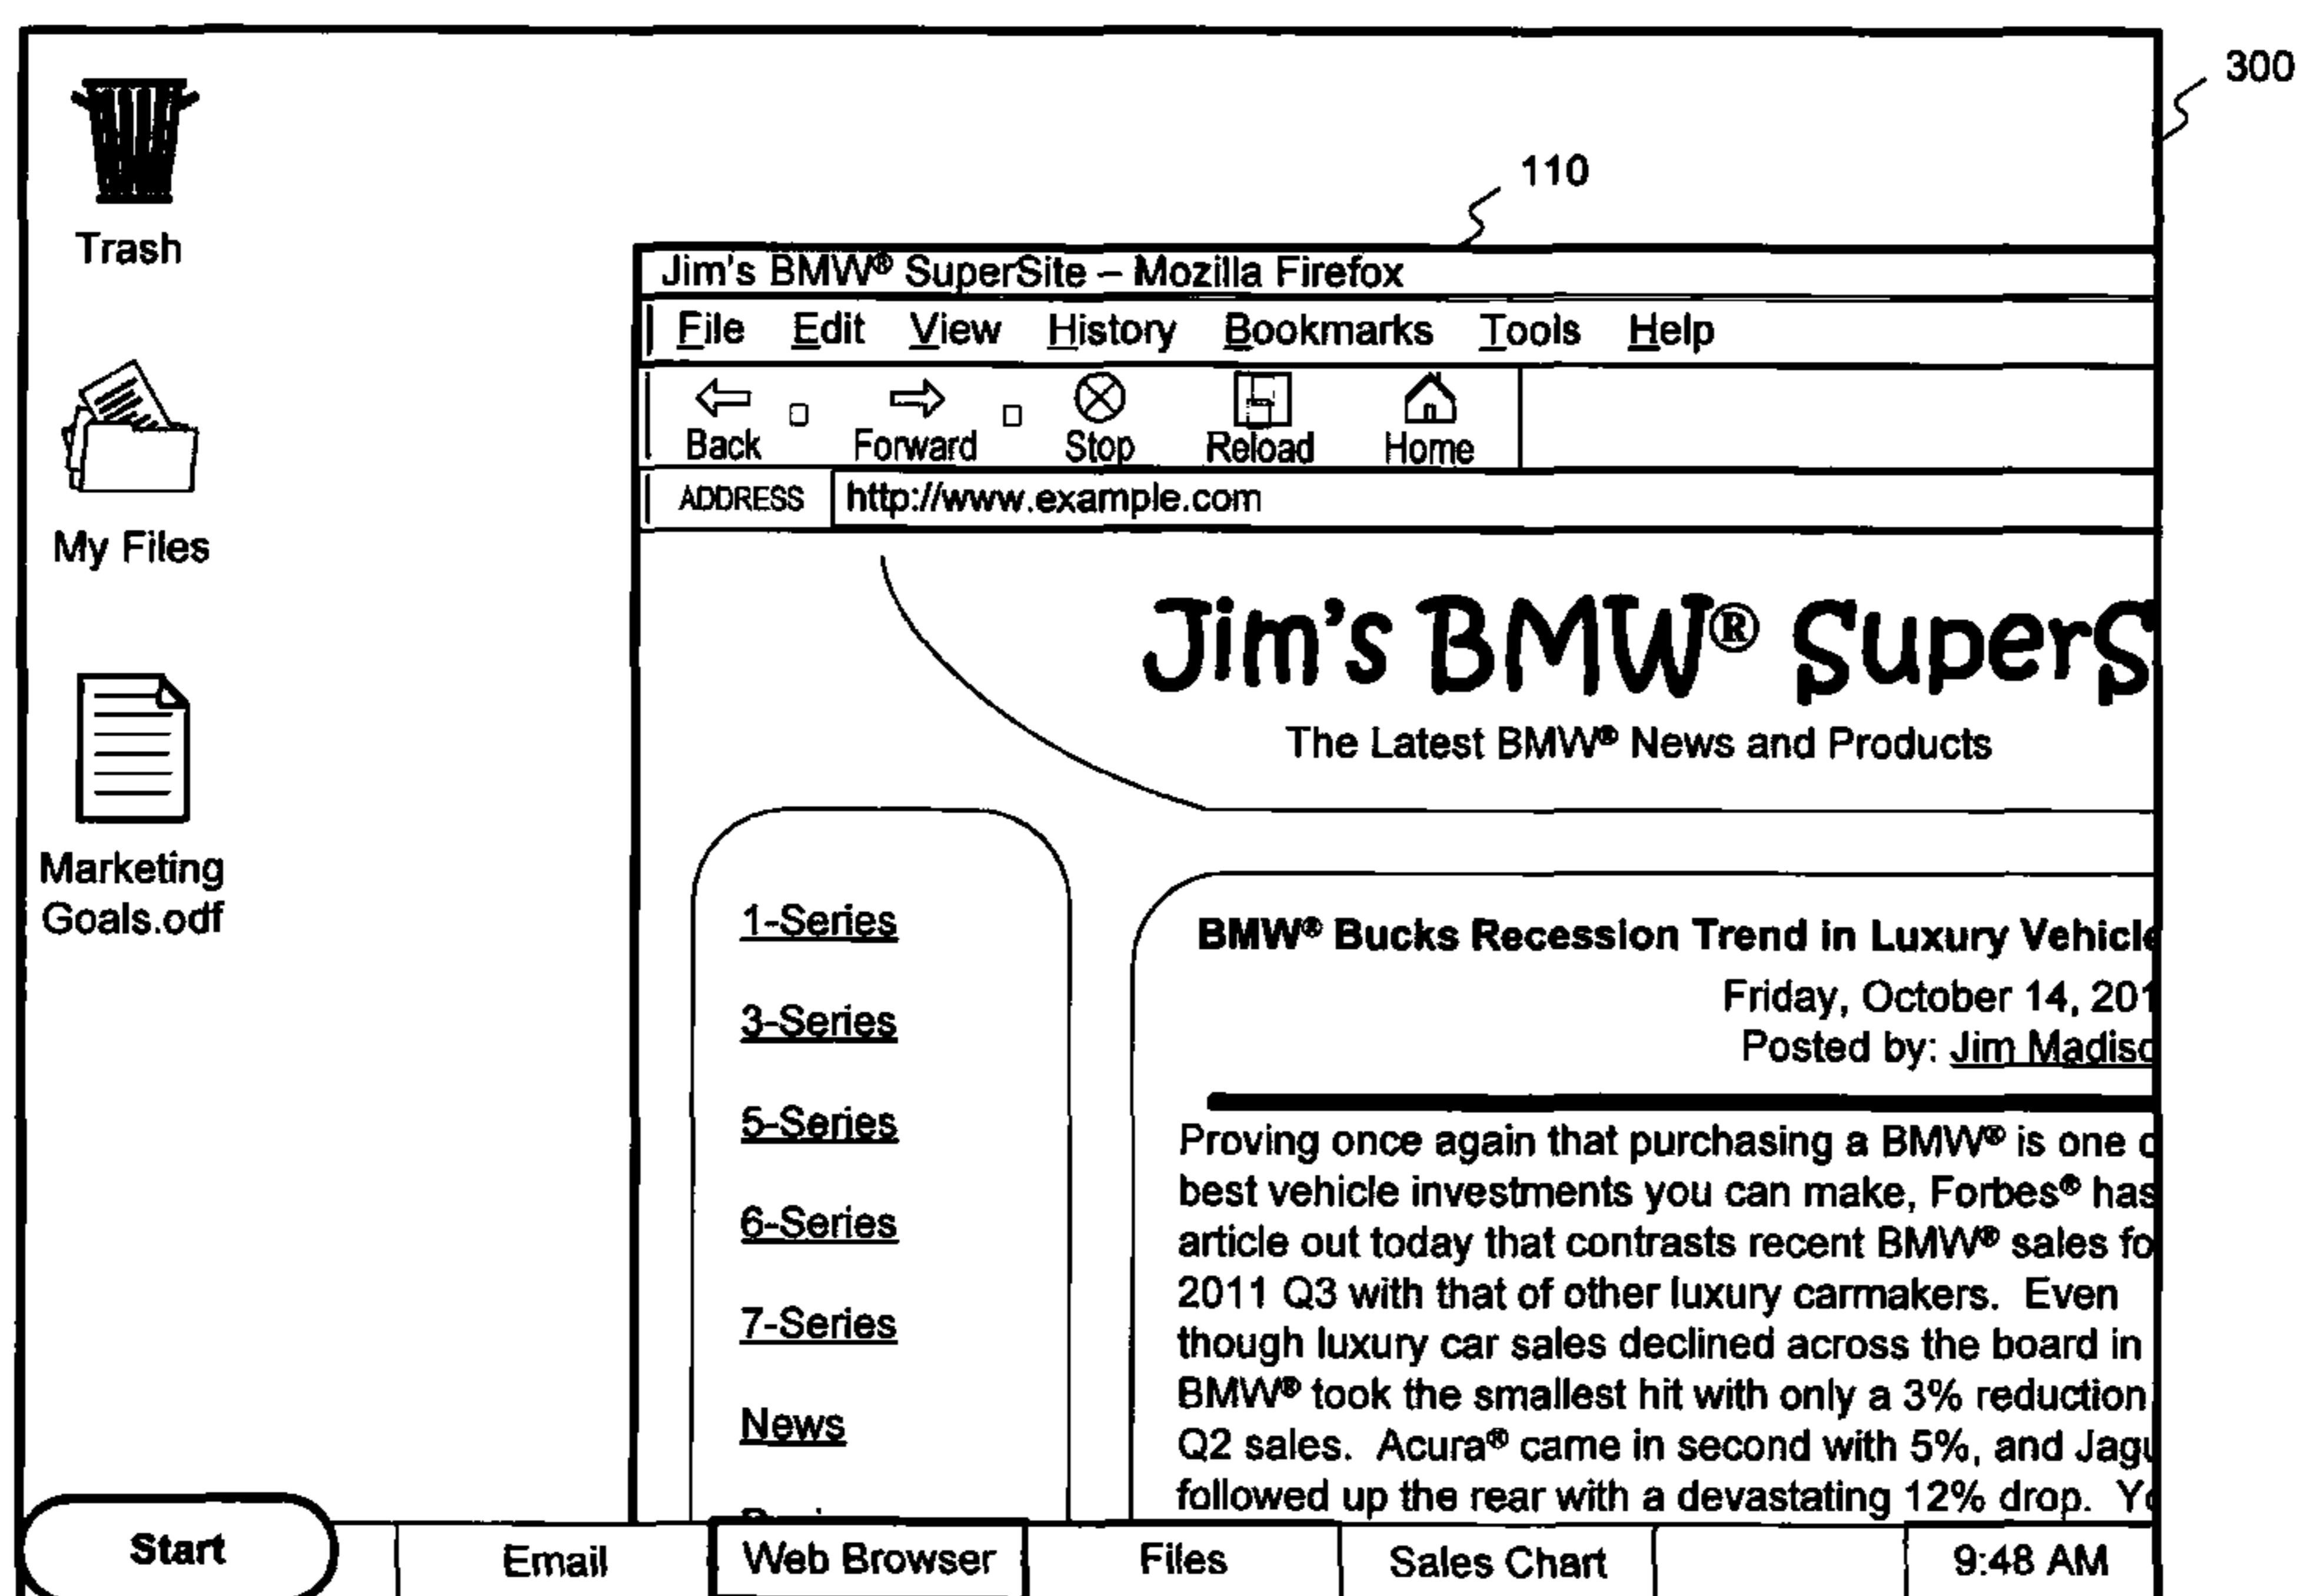 300
110
Trash
My Files
Marketing
Goals.odf
Jim's BMW® SuperSite – Mozilla Firefox
File Edit View History Bookmarks Tools Help
Back Forward Stop Reload Home
ADDRESS http://www.example.com
Jim's BMW® SuperS
The Latest BMW® News and Products
1-Series
3-Series
5-Series
6-Series
7-Series
News
BMW® Bucks Recession Trend in Luxury Vehicle
Friday, October 14, 201
Posted by: Jim Madiso
Proving once again that purchasing a BMW® is one
best vehicle investments you can make, Forbes® has
article out today that contrasts recent BMW® sales fo
2011 Q3 with that of other luxury carmakers. Even
though luxury car sales declined across the board in
BMW® took the smallest hit with only a 3% reduction
Q2 sales. Acura® came in second with 5%, and Jagu
followed up the rear with a devastating 12% drop. Yo
Start Email Web Browser Files Sales Chart 9:48 AM